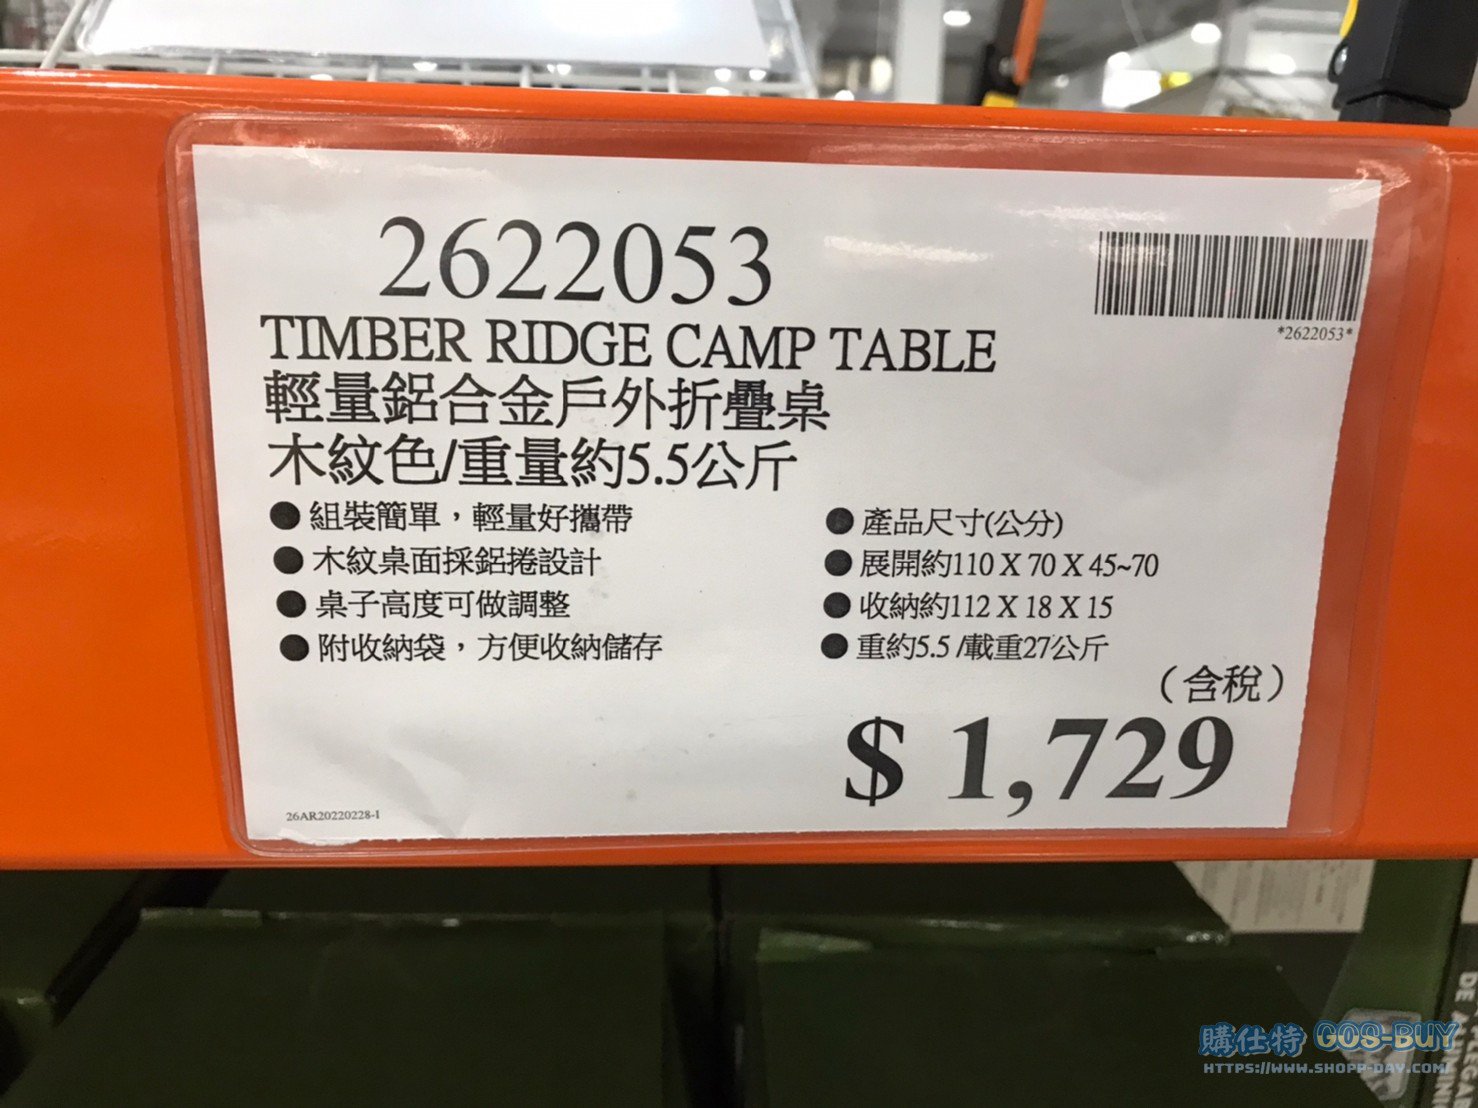 2622053
*2622053*
TIMBER RIDGE CAMP TABLE
輕量鋁合金戶外折疊桌
木紋色/重量約5.5公斤
●組裝簡單，輕量好攜帶
●木紋桌面採鋁捲設計
●桌子高度可做調整
●附收納袋，方便收納儲存
●產品尺寸(公分)
●展開約110 X 70 X 45~70
●收納約112 X 18 X 15
●重約5.5 /載重27公斤
（含稅）
$ 1,729
26AR20220228-1
購仕特 GOS-BUY
HTTPS://WWW.SHOPP-DAY.COM/